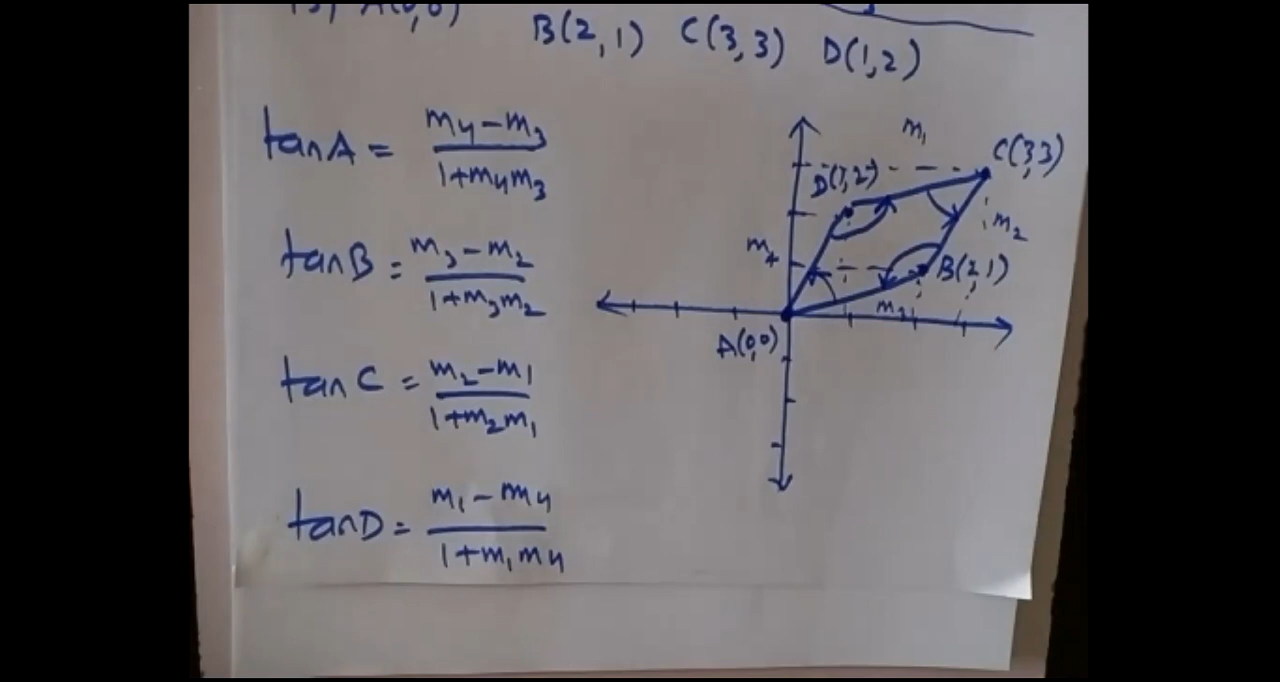 A(0,0)
B(2,1) C(3,3) D(1,2)
tanA = m4-m3 / 1+m4m3
tanB = m3-m2 / 1+m3m2
tanC = m2-m1 / 1+m2m1
tanD = m1-m4 / 1+m1m4
m1
C(3,3)
D(1,2)
m2
m4
B(2,1)
m3
A(0,0)